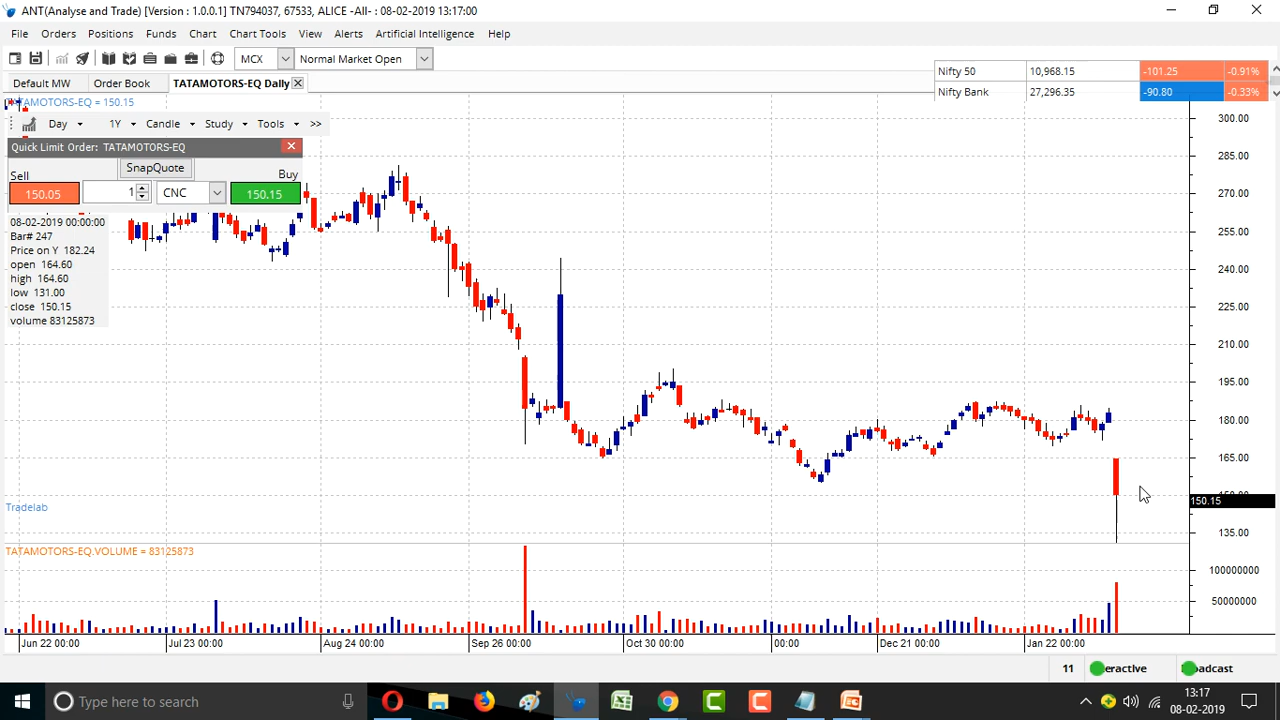 ANT(Analyse and Trade) [Version : 1.0.0.1] TN794037, 67533, ALICE -All- : 08-02-2019 13:17:00
File Orders Positions Funds Chart Chart Tools View Alerts Artificial Intelligence Help
MCX Normal Market Open
Nifty 50 10,968.15 -101.25 -0.91%
Default MW Order Book TATAMOTORS-EQ Daily
Nifty Bank 27,296.35 -90.80 -0.33%
TATAMOTORS-EQ = 150.15
Day 1Y Candle Study Tools >>
Quick Limit Order: TATAMOTORS-EQ
SnapQuote
Sell Buy
150.05 1 CNC 150.15
08-02-2019 00:00:00
Bar# 247
Price on Y 182.24
open 164.60
high 164.60
low 131.00
close 150.15
volume 83125873
300.00
285.00
270.00
255.00
240.00
225.00
210.00
195.00
180.00
165.00
150.15
135.00
Tradelab
TATAMOTORS-EQ.VOLUME = 83125873
100000000
50000000
Jun 22 00:00 Jul 23 00:00 Aug 24 00:00 Sep 26 00:00 Oct 30 00:00 00:00 Dec 21 00:00 Jan 22 00:00
11 eractive oadcast
Type here to search
13:17
08-02-2019